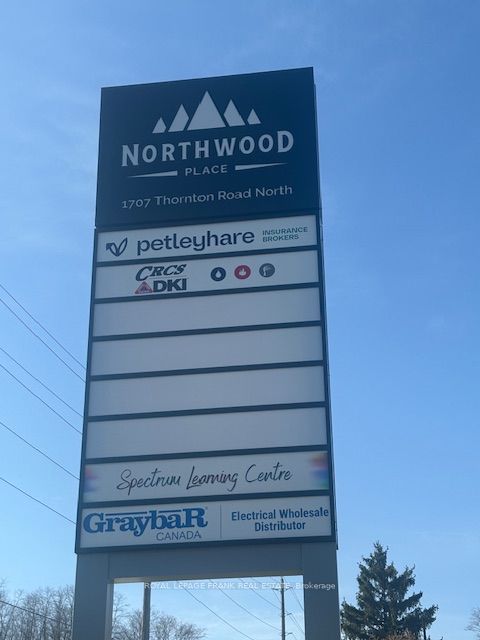 NORTHWOOD
PLACE
1707 Thornton Road North
petleyhare INSURANCE BROKERS
CRCS
DKI
Spectrum Learning Centre
GraybaR CANADA
Electrical Wholesale
Distributor
ROYAL LEPAGE FRANK REAL ESTATE, Brokerage